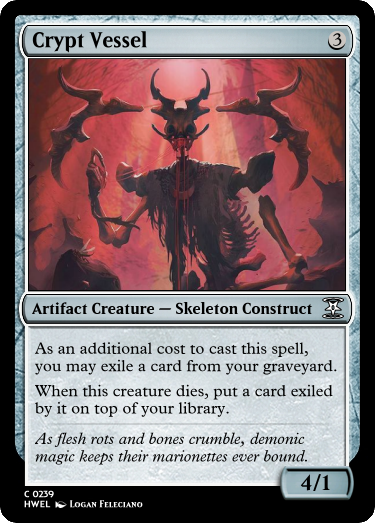 Crypt Vessel 3
Artifact Creature — Skeleton Construct
As an additional cost to cast this spell,
you may exile a card from your graveyard.
When this creature dies, put a card exiled
by it on top of your library.
As flesh rots and bones crumble, demonic
magic keeps their marionettes ever bound.
4/1
C 0239
HWEL Logan Feleciano